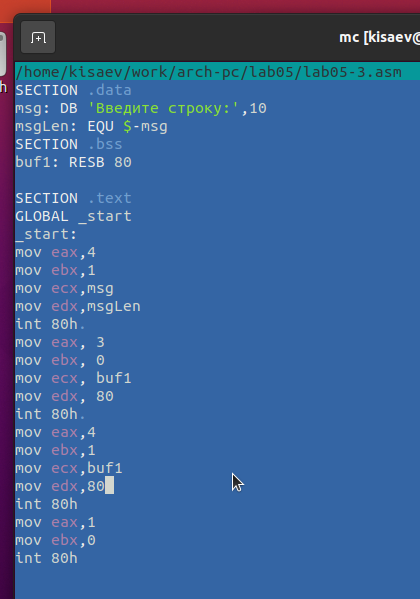 mc [kisaev@
h
/home/kisaev/work/arch-pc/lab05/lab05-3.asm
SECTION .data
msg: DB 'Введите строку:',10
msgLen: EQU $-msg
SECTION .bss
buf1: RESB 80
SECTION .text
GLOBAL _start
_start:
mov eax,4
mov ebx,1
mov ecx,msg
mov edx,msgLen
int 80h.
mov eax, 3
mov ebx, 0
mov ecx, buf1
mov edx, 80
int 80h.
mov eax,4
mov ebx,1
mov ecx,buf1
mov edx,80
int 80h
mov eax,1
mov ebx,0
int 80h